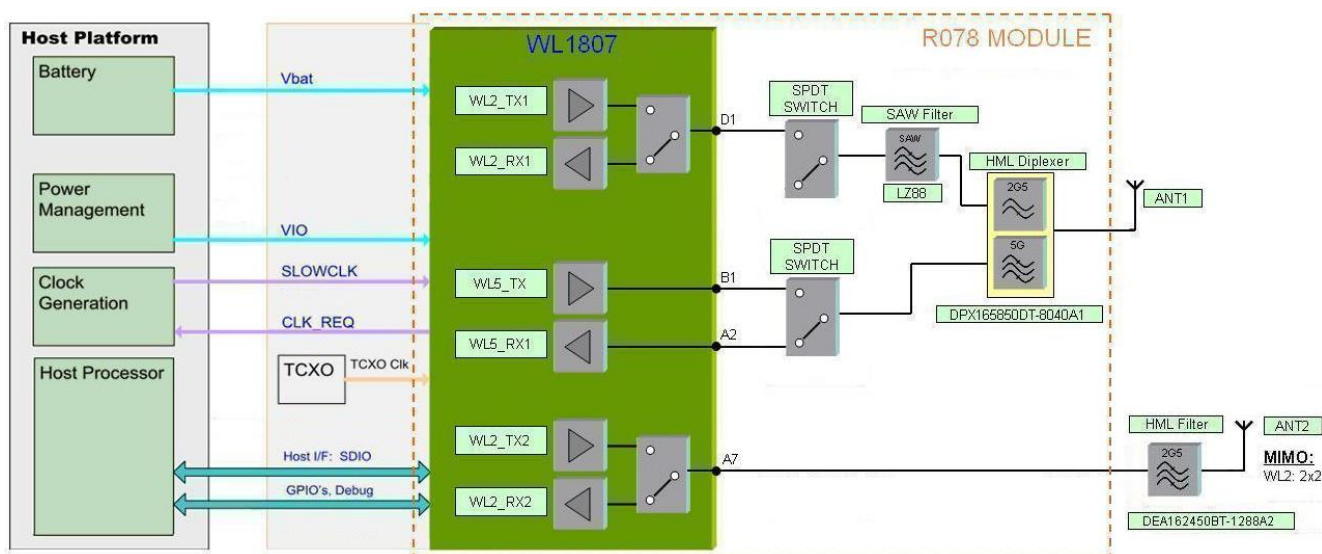 Host Platform
Battery
Power
Management
Clock
Generation
Host Processor
Vbat
VIO
SLOWCLK
CLK_REQ
TCXO
TCXO Clk
Host I/F: SDIO
GPIO's, Debug
WL1807
WL2_TX1
WL2_RX1
WL5_TX
WL5_RX1
WL2_TX2
WL2_RX2
D1
B1
A2
A7
R078 MODULE
SPDT
SWITCH
SAW Filter
SAW
LZ88
HML Diplexer
2G5
5G
DPX165850DT-8040A1
ANT1
SPDT
SWITCH
HML Filter
2G5
DEA162450BT-1288A2
ANT2
MIMO:
WL2: 2x2